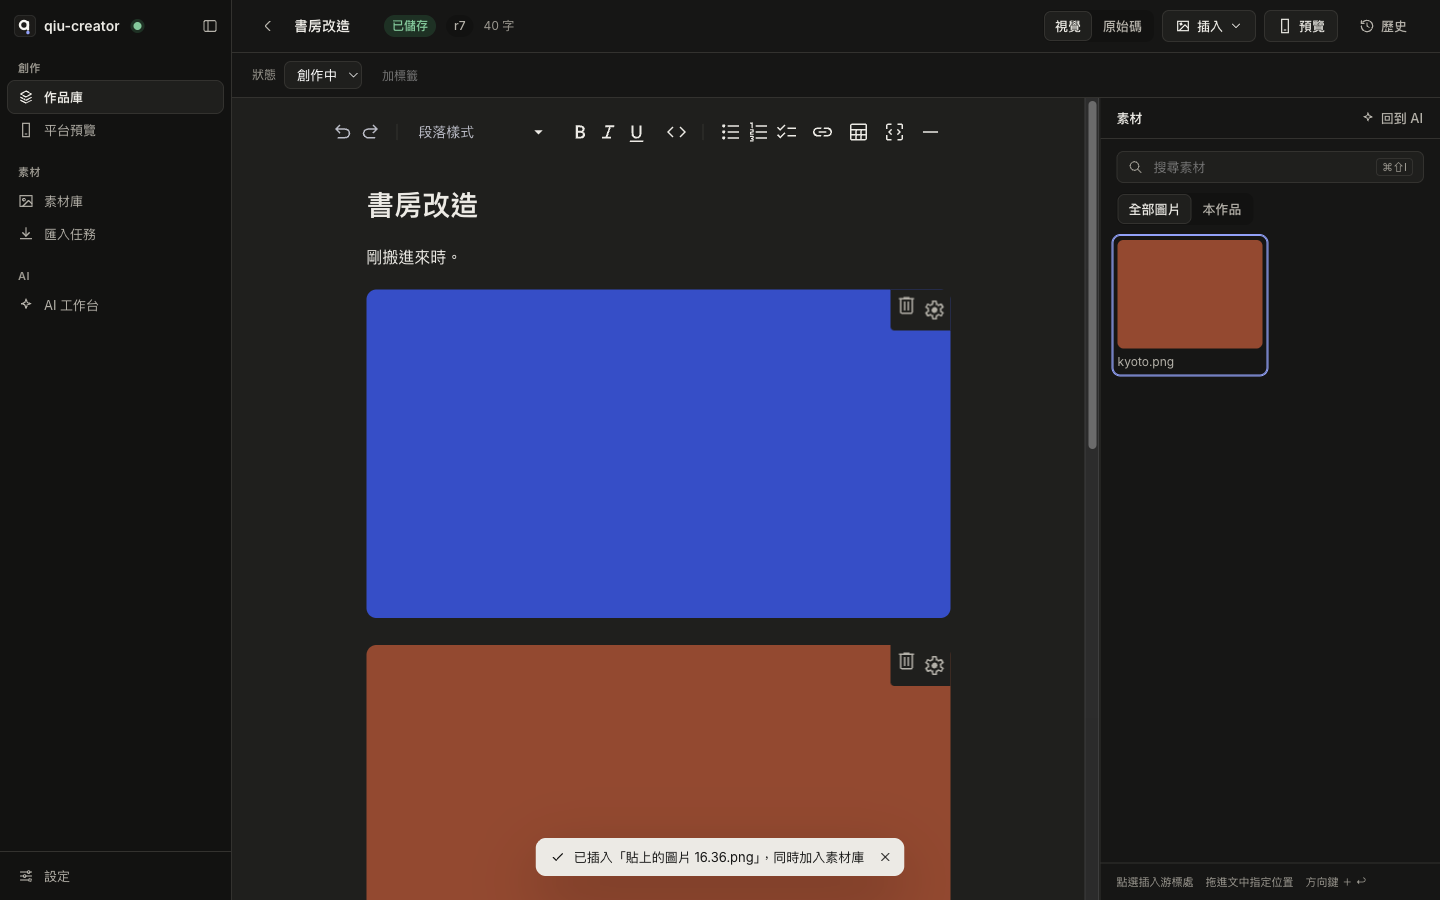 qiu-creator
創作
作品庫
平台預覽
素材
素材庫
匯入任務
AI
AI 工作台
設定
書房改造
已儲存
r7
40 字
視覺
原始碼
插入
預覽
歷史
狀態
創作中
加標籤
段落樣式
B I U
書房改造
剛搬進來時。
已插入「貼上的圖片 16.36.png」，同時加入素材庫
素材
回到 AI
搜尋素材
⌘⇧I
全部圖片
本作品
kyoto.png
點選插入游標處 拖進文中指定位置 方向鍵 + ↩